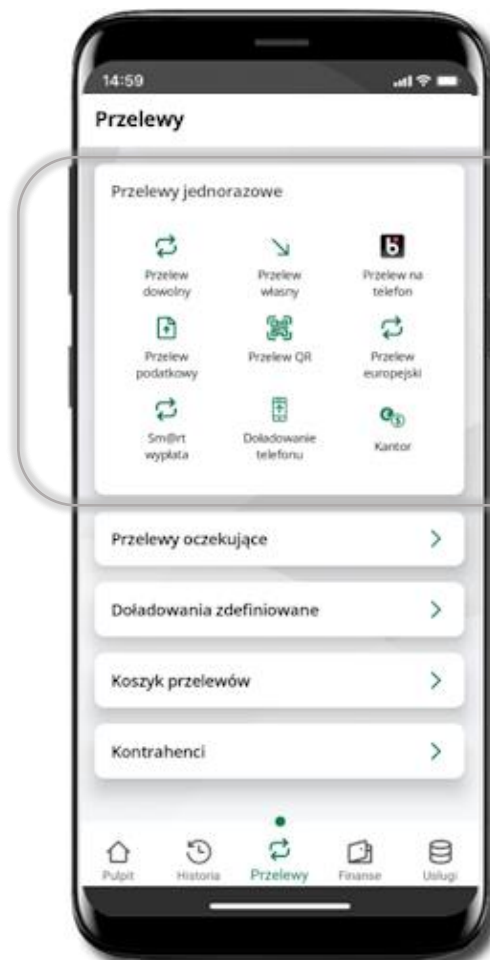 14:59
Przelewy
Przelewy jednorazowe
Przelew
dowolny
Przelew
własny
Przelew na
telefon
Przelew
podatkowy
Przelew QR
Przelew
europejski
Sm@rt
wypłata
Doładowanie
telefonu
Kantor
Przelewy oczekujące
Doładowania zdefiniowane
Koszyk przelewów
Kontrahenci
Pulpit
Historia
Przelewy
Finanse
Usługi